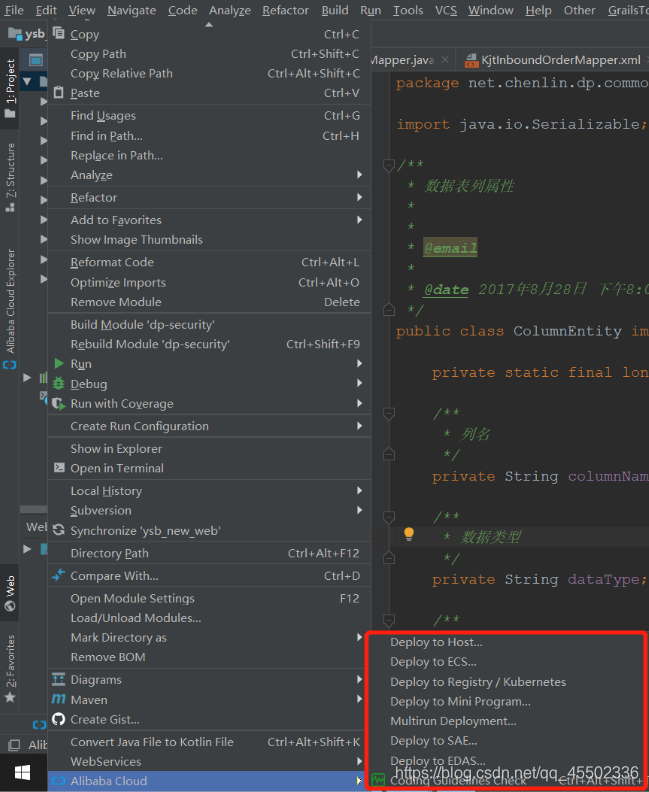 File Edit View Navigate Code Analyze Refactor Build Run Tools VCS Window Help Other GrailsTo
ysb_
1: Project
7: Structure
Alibaba Cloud Explorer
Web
2: Favorites
We
Alib
Copy Ctrl+C
Copy Path Ctrl+Shift+C
Copy Relative Path Ctrl+Alt+Shift+C
Paste Ctrl+V
Find Usages Ctrl+G
Find in Path... Ctrl+H
Replace in Path...
Analyze
Refactor
Add to Favorites
Show Image Thumbnails
Reformat Code Ctrl+Alt+L
Optimize Imports Ctrl+Alt+O
Remove Module Delete
Build Module 'dp-security'
Rebuild Module 'dp-security' Ctrl+Shift+F9
Run
Debug
Run with Coverage
Create Run Configuration
Show in Explorer
Open in Terminal
Local History
Subversion
Synchronize 'ysb_new_web'
Directory Path Ctrl+Alt+F12
Compare With... Ctrl+D
Open Module Settings F12
Load/Unload Modules...
Mark Directory as
Remove BOM
Diagrams
Maven
Create Gist...
Convert Java File to Kotlin File Ctrl+Alt+Shift+K
WebServices
Alibaba Cloud
Mapper.java KjtInboundOrderMapper.xml
package net.chenlin.dp.commo
import java.io.Serializable;
/**
* 数据表列属性
*
*
* @email
*
* @date 2017年8月28日 下午8:0
*/
public class ColumnEntity im
private static final lon
/**
* 列名
*/
private String columnNam
/**
* 数据类型
*/
private String dataType;
/**
Deploy to Host...
Deploy to ECS...
Deploy to Registry / Kubernetes
Deploy to Mini Program...
Multirun Deployment...
Deploy to SAE...
Deploy to EDAS...
Coding Guidelines Check Ctrl+Alt+Shift+
https://blog.csdn.net/qq_45502336